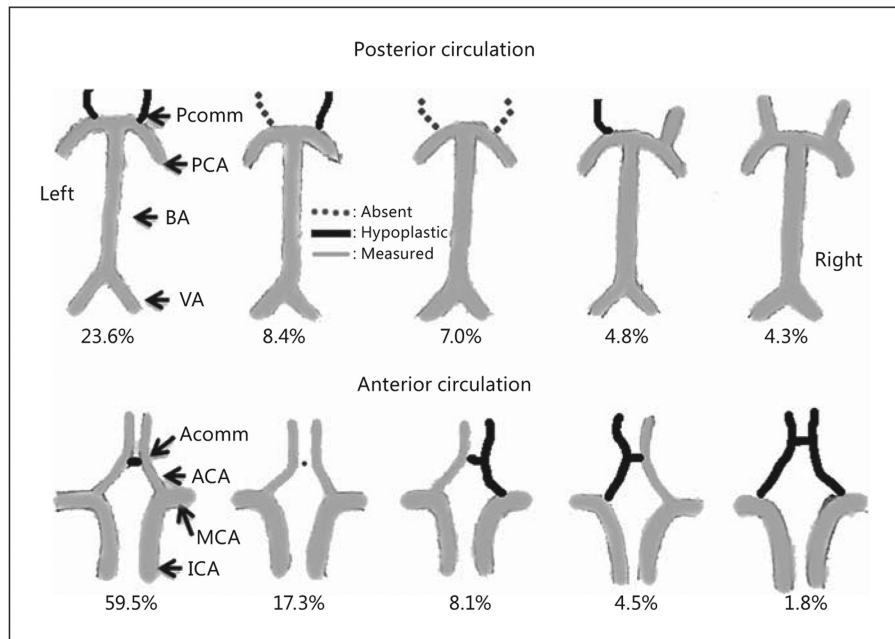 Posterior circulation
Pcomm
PCA
Left
BA
: Absent
: Hypoplastic
: Measured
Right
VA
23.6%
8.4%
7.0%
4.8%
4.3%
Anterior circulation
Acomm
ACA
MCA
ICA
59.5%
17.3%
8.1%
4.5%
1.8%